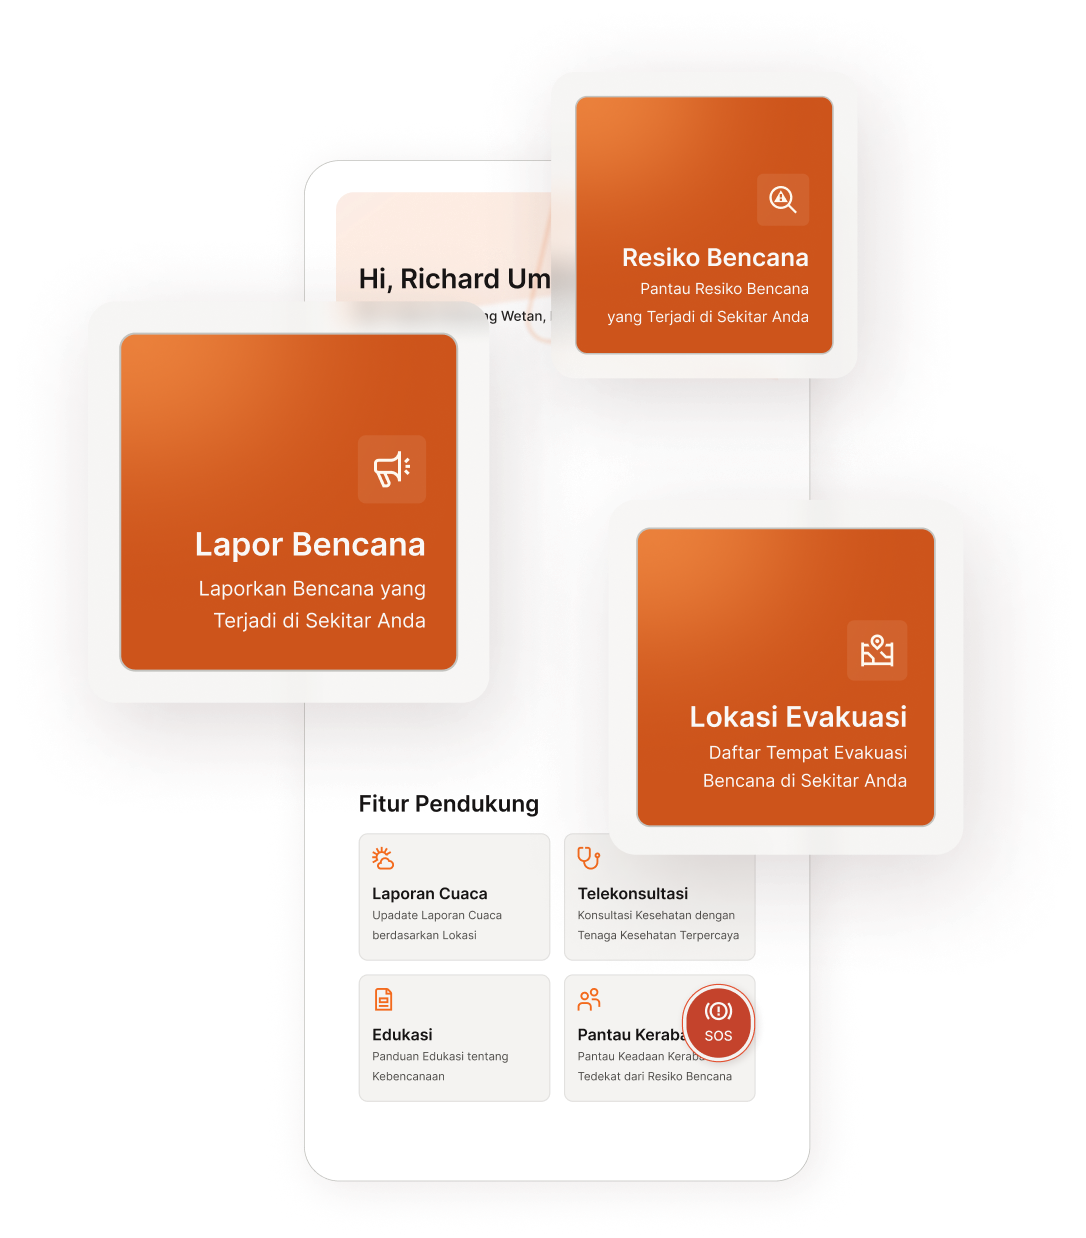 Resiko Bencana
Pantau Resiko Bencana
yang Terjadi di Sekitar Anda
Hi, Richard Um
ng Wetan,
Lapor Bencana
Laporkan Bencana yang
Terjadi di Sekitar Anda
Lokasi Evakuasi
Daftar Tempat Evakuasi
Bencana di Sekitar Anda
Fitur Pendukung
Laporan Cuaca
Upadate Laporan Cuaca
berdasarkan Lokasi
Telekonsultasi
Konsultasi Kesehatan dengan
Tenaga Kesehatan Terpercaya
Edukasi
Panduan Edukasi tentang
Kebencanaan
Pantau Keraba
Pantau Keadaan Keraba
Tedekat dari Resiko Bencana
SOS